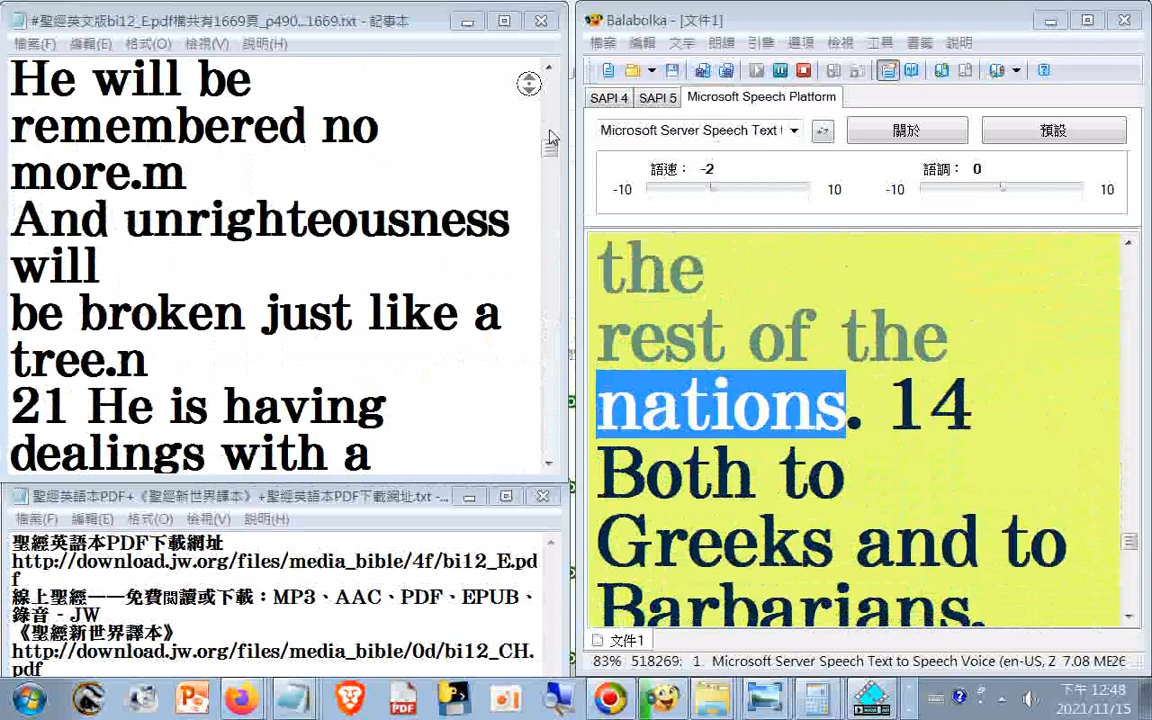 #聖經英文版bi12_E.pdf檔共有1669頁_p490,..1669.txt - 記事本
檔案(F) 編輯(E) 格式(O) 檢視(V) 說明(H)
He will be
remembered no
more.m
And unrighteousness
will
be broken just like a
tree.n
21 He is having
dealings with a
聖經英語本PDF+《聖經新世界譯本》+聖經英語本PDF下載網址.txt -...
檔案(F) 編輯(E) 格式(O) 檢視(V) 說明(H)
聖經英語本PDF下載網址
http://download.jw.org/files/media_bible/4f/bi12_E.pd
f
線上聖經——免費閱讀或下載：MP3、AAC、PDF、EPUB、
錄音 - JW
《聖經新世界譯本》
http://download.jw.org/files/media_bible/0d/bi12_CH.
pdf
Balabolka - [文件1]
檔案 編輯 文字 朗讀 引擎 選項 檢視 工具 書籤 說明
SAPI 4 SAPI 5 Microsoft Speech Platform
Microsoft Server Speech Text 關於 預設
語速： -2 語調： 0
-10 10 -10 10
the
rest of the
nations. 14
Both to
Greeks and to
Barbarians,
文件1
83% 518269: 1. Microsoft Server Speech Text to Speech Voice (en-US, Z 7.08 ME26
下午 12:48
2021/11/15